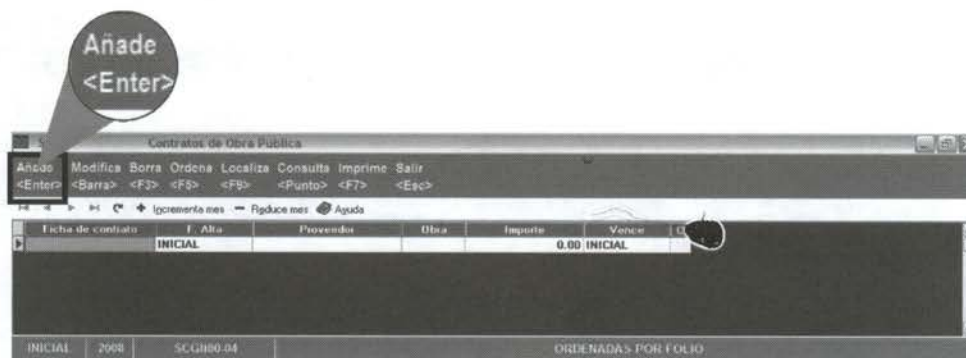 Añade
<Enter>
Contratos de Obra Publica
Añade Modifica Borra Ordena Localiza Consulta Imprime Salir
<Enter> <Barra> <F3> <F5> <F6> <Punto> <F7> <Esc>
Incrementa mes Reduce mes Ayuda
Ficha de contrato F. Alta Proveedor Obra Importe Vence
INICIAL 0.00 INICIAL
INICIAL 2008 ORDENADAS POR FOLIO